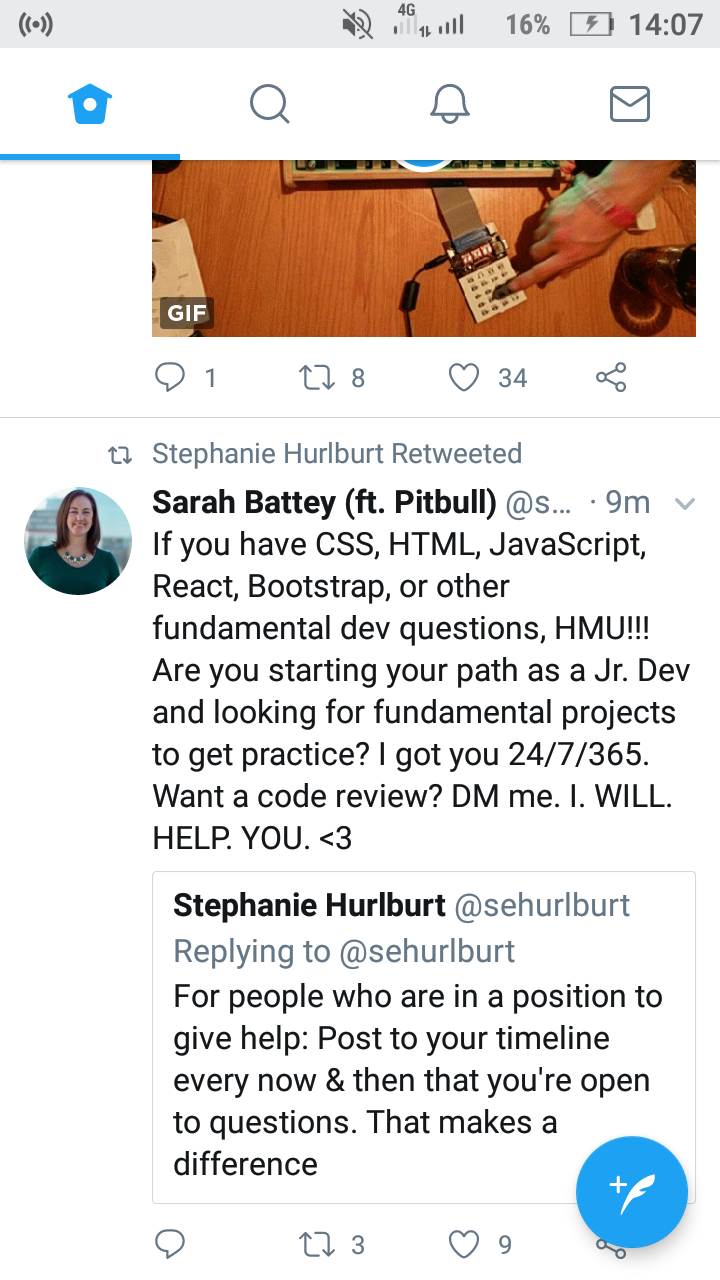 4G
16%
14:07
GIF
1
8
34
Stephanie Hurlburt Retweeted
Sarah Battey (ft. Pitbull) @s... · 9m
If you have CSS, HTML, JavaScript,
React, Bootstrap, or other
fundamental dev questions, HMU!!!
Are you starting your path as a Jr. Dev
and looking for fundamental projects
to get practice? I got you 24/7/365.
Want a code review? DM me. I. WILL.
HELP. YOU. <3
Stephanie Hurlburt @sehurlburt
Replying to @sehurlburt
For people who are in a position to
give help: Post to your timeline
every now & then that you're open
to questions. That makes a
difference
3
9